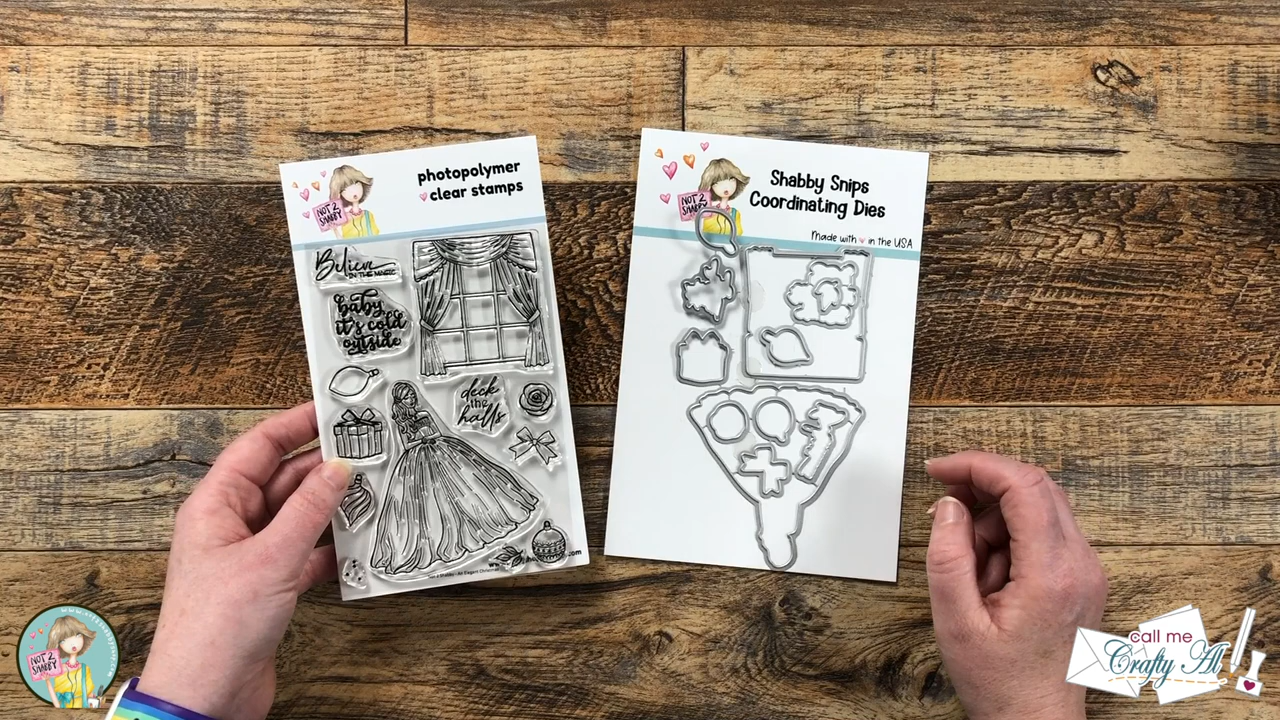 photopolymer
clear stamps
NOT 2
SHABBY
Believe
IN THE MAGIC
baby
it's cold
outside
deck
the
halls
Shabby Snips
Coordinating Dies
Made with in the USA
NOT 2
SHABBY
NOT 2
SHABBY
call me
Crafty Al